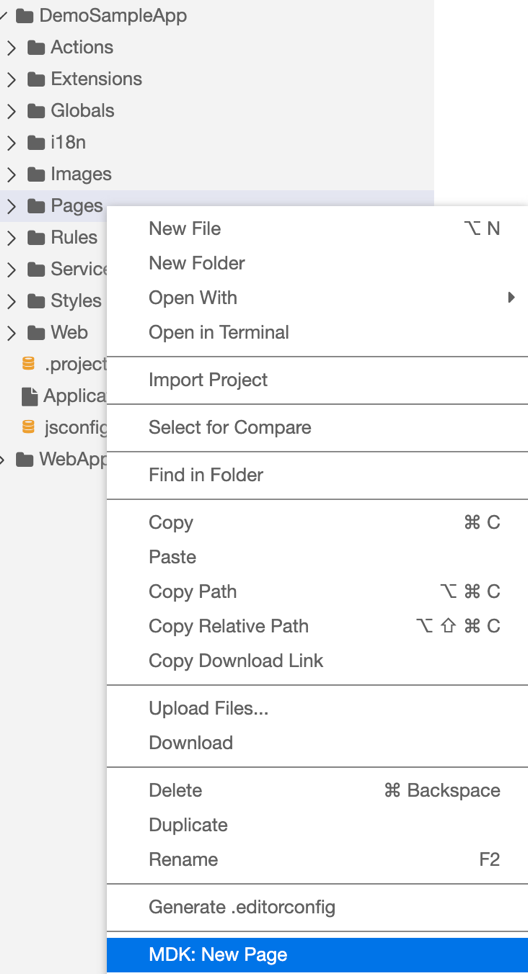 DemoSampleApp
Actions
Extensions
Globals
i18n
Images
Pages
Rules
Service
Styles
Web
.project
Applica
jsconfig
WebApp
New File ⌥ N
New Folder
Open With
Open in Terminal
Import Project
Select for Compare
Find in Folder
Copy ⌘ C
Paste
Copy Path ⌥ ⌘ C
Copy Relative Path ⌥ ⇧ ⌘ C
Copy Download Link
Upload Files...
Download
Delete ⌘ Backspace
Duplicate
Rename F2
Generate .editorconfig
MDK: New Page